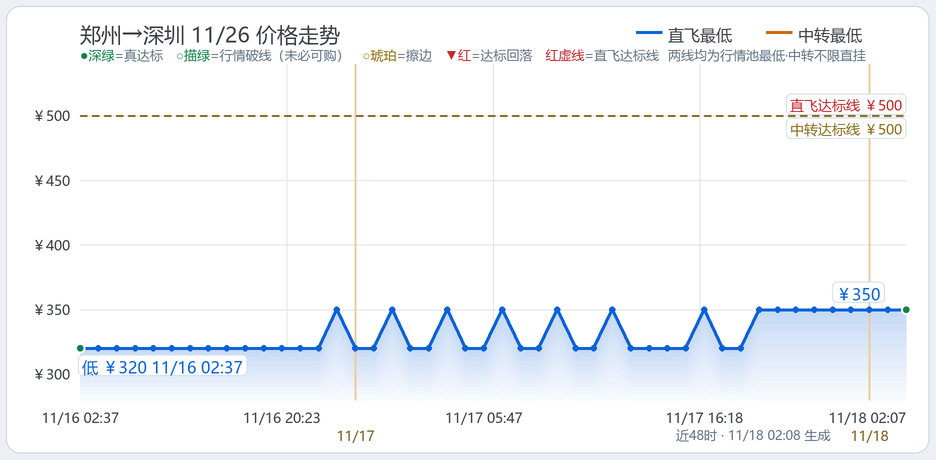 郑州→深圳 11/26 价格走势
直飞最低 中转最低
●深绿=真达标 ○描绿=行情破线（未必可购） ○琥珀=擦边 ▼红=达标回落 红虚线=直飞达标线 两线均为行情池最低·中转不限直挂
直飞达标线 ￥500
￥500
中转达标线 ￥500
￥450
￥400
￥350
￥350
低 ￥320 11/16 02:37
￥300
11/16 02:37 11/16 20:23 11/17 05:47 11/17 16:18 11/18 02:07
11/17 近48时 · 11/18 02:08 生成 11/18